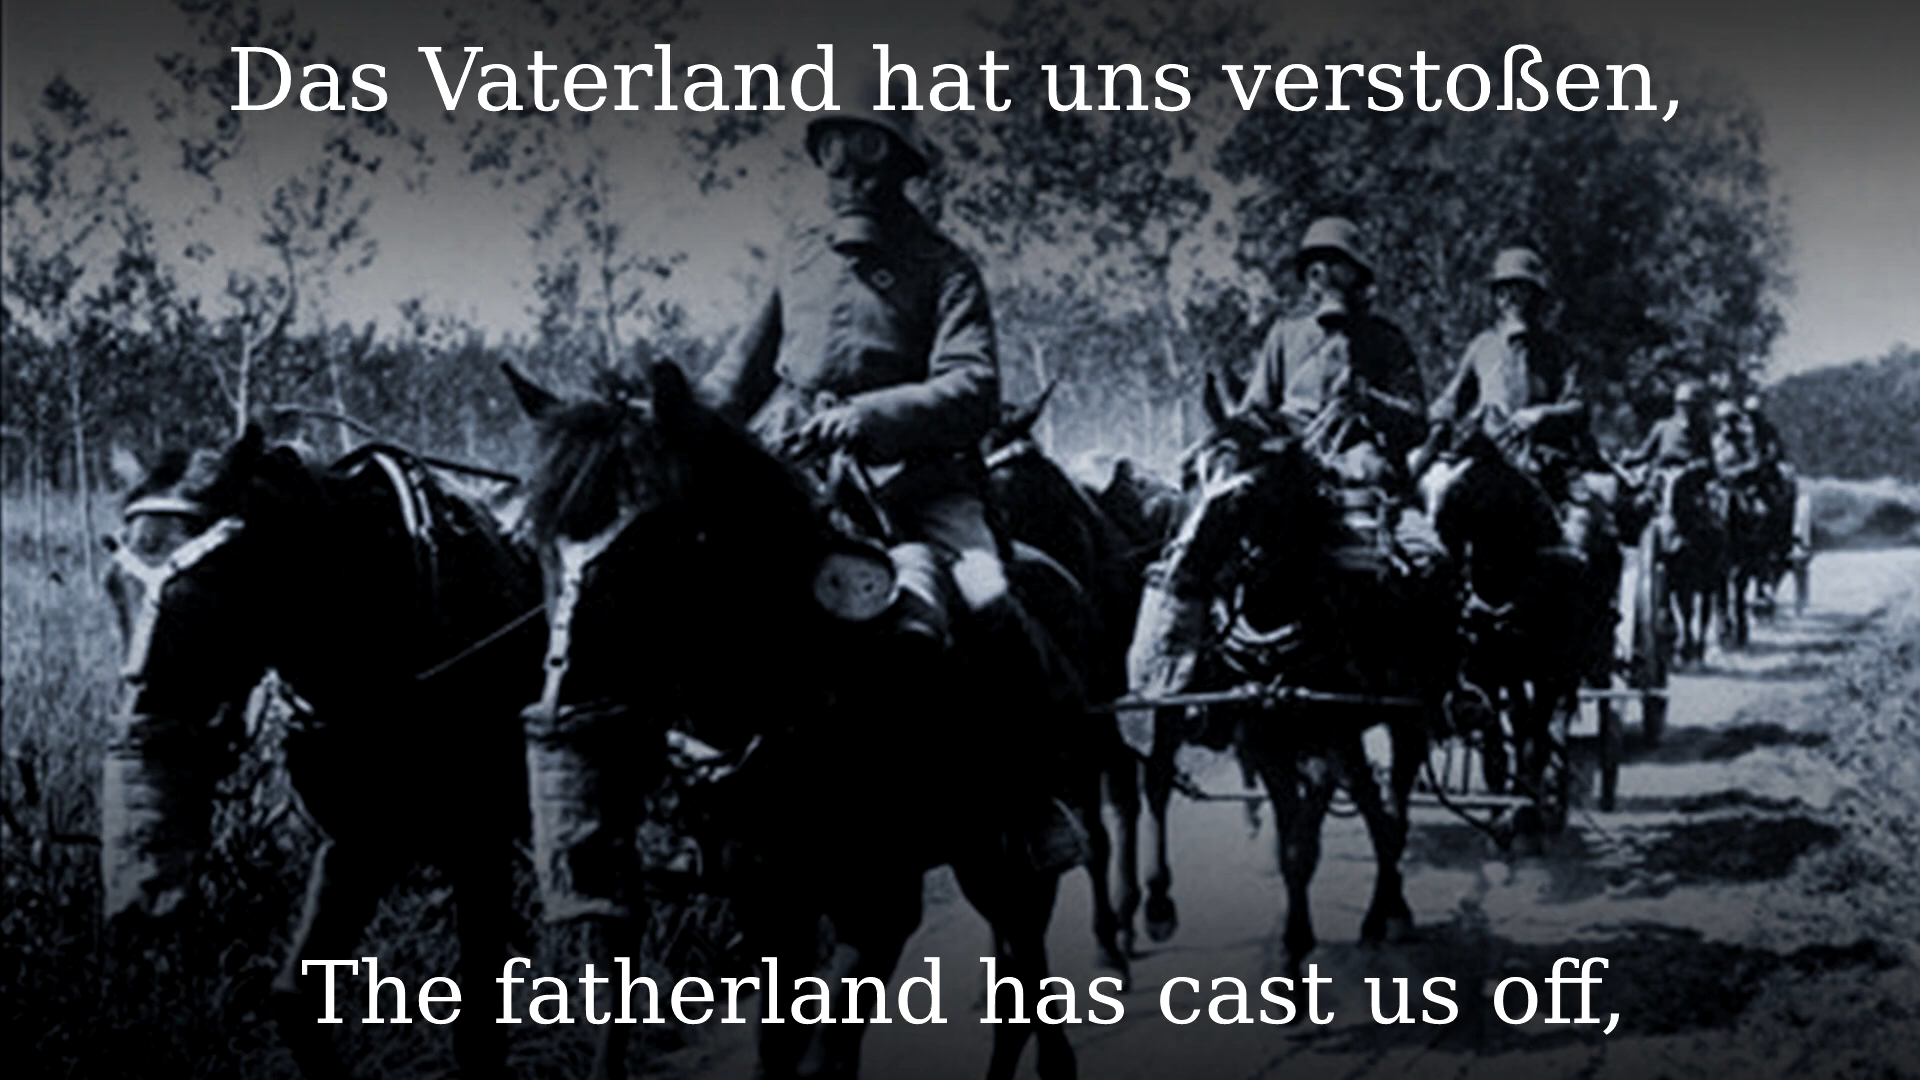 Das Vaterland hat uns verstoßen,
The fatherland has cast us off,